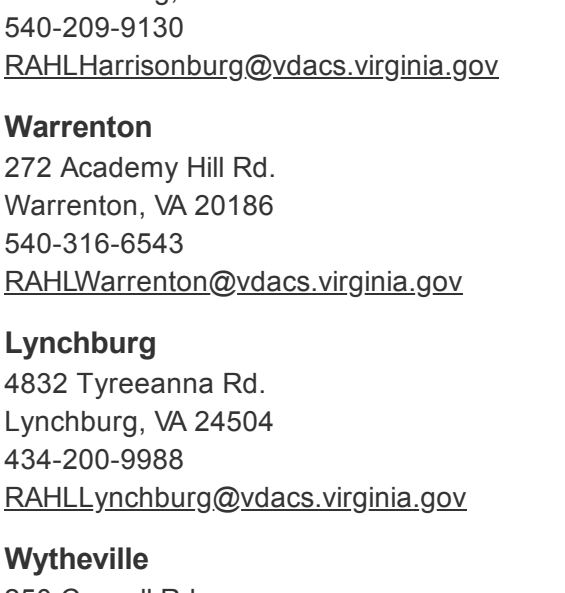 540-209-9130
RAHLHarrisonburg@vdacs.virginia.gov
Warrenton
272 Academy Hill Rd.
Warrenton, VA 20186
540-316-6543
RAHLWarrenton@vdacs.virginia.gov
Lynchburg
4832 Tyreeanna Rd.
Lynchburg, VA 24504
434-200-9988
RAHLLynchburg@vdacs.virginia.gov
Wytheville